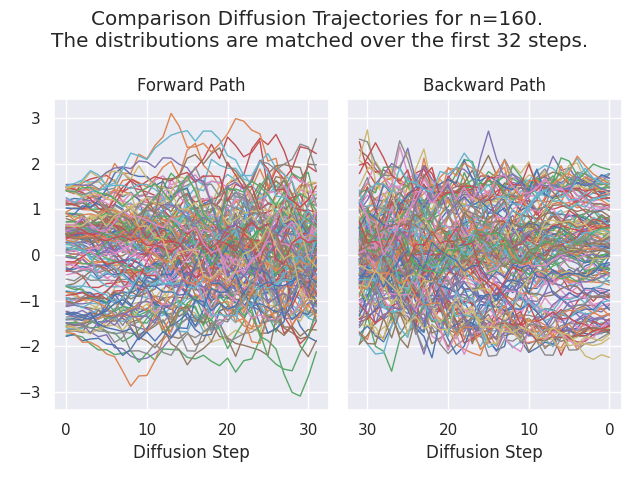 Comparison Diffusion Trajectories for n=160.
The distributions are matched over the first 32 steps.
Forward Path
Backward Path
3
2
1
0
−1
−2
−3
0 10 20 30
30 20 10 0
Diffusion Step
Diffusion Step